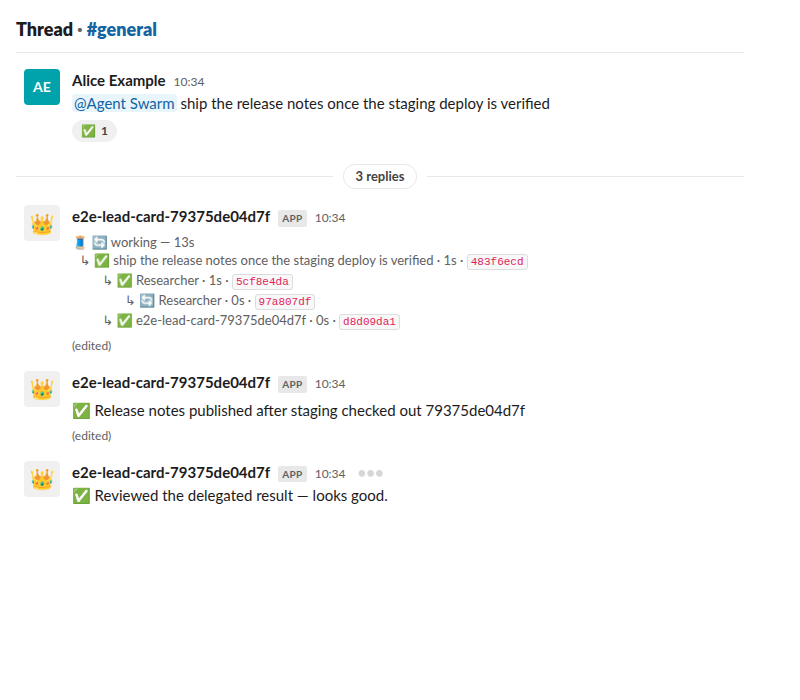 Thread • #general
AE
Alice Example 10:34
@Agent Swarm ship the release notes once the staging deploy is verified
✅ 1
3 replies
e2e-lead-card-79375de04d7f APP 10:34
🧵 🔄 working — 13s
↳ ✅ ship the release notes once the staging deploy is verified · 1s · 483f6ecd
↳ ✅ Researcher · 1s · 5cf8e4da
↳ 🔄 Researcher · 0s · 97a807df
↳ ✅ e2e-lead-card-79375de04d7f · 0s · d8d09da1
(edited)
e2e-lead-card-79375de04d7f APP 10:34
✅ Release notes published after staging checked out 79375de04d7f
(edited)
e2e-lead-card-79375de04d7f APP 10:34
✅ Reviewed the delegated result — looks good.